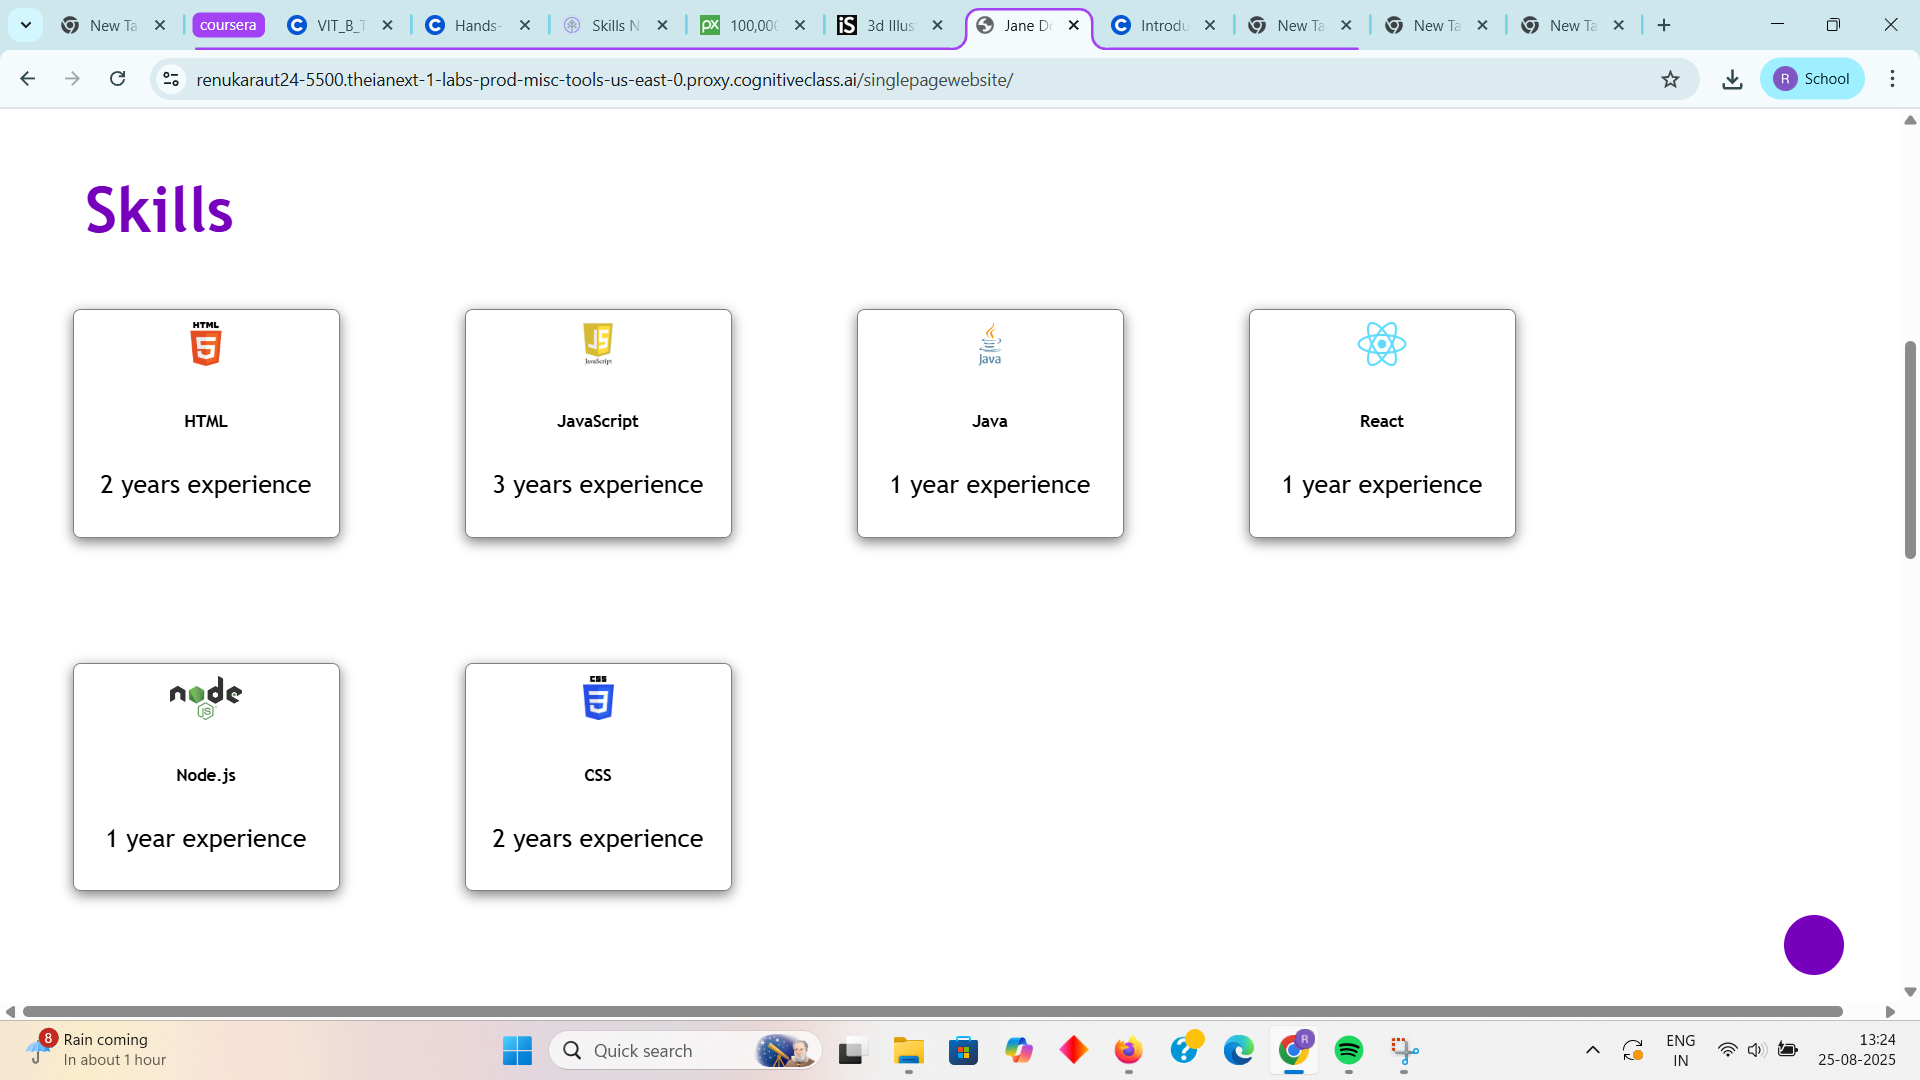 New Ta
coursera
VIT_B_T
Hands-
Skills N
100,000
3d Illus
Jane Do
Introdu
New Ta
New Ta
New Ta
renukaraut24-5500.theianext-1-labs-prod-misc-tools-us-east-0.proxy.cognitiveclass.ai/singlepagewebsite/
R School
Skills
HTML
5
JS
JavaScript
Java
HTML
JavaScript
Java
React
2 years experience
3 years experience
1 year experience
1 year experience
node
JS
CSS
3
Node.js
CSS
1 year experience
2 years experience
8
Rain coming
In about 1 hour
Quick search
R
ENG
IN
13:24
25-08-2025